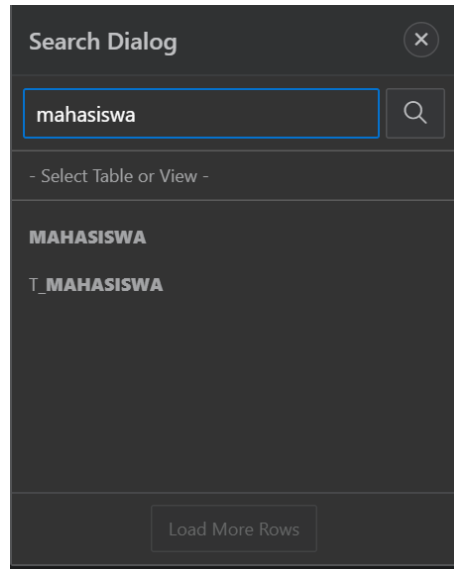 Search Dialog
mahasiswa
- Select Table or View -
MAHASISWA
T_MAHASISWA
Load More Rows